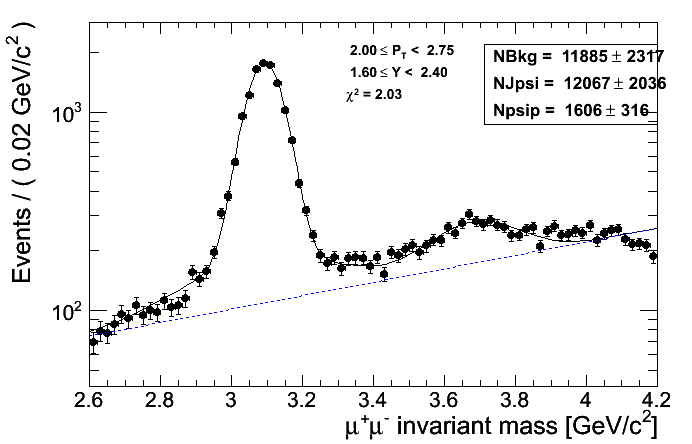 Events / ( 0.02 GeV/c² )
10³
10²
2.00 ≤ P_T < 2.75
1.60 ≤ Y < 2.40
χ² = 2.03
NBkg = 11885 ± 2317
NJpsi = 12067 ± 2036
Npsip = 1606 ± 316
2.6 2.8 3 3.2 3.4 3.6 3.8 4 4.2
μ⁺μ⁻ invariant mass [GeV/c²]